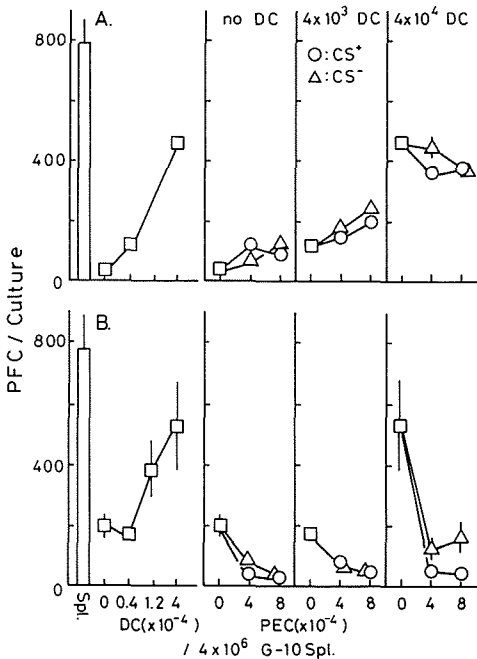 no DC
4x10³ DC
4x10⁴ DC
A.
800
400
0
○:CS⁺
△:CS⁻
B.
800
400
0
PFC / Culture
Spl.
0 0.4 1.2 4
DC(x10⁻⁴)
0 4 8
0 4 8
0 4 8
PEC(x10⁻⁴)
/ 4x10⁶ G-10 Spl.